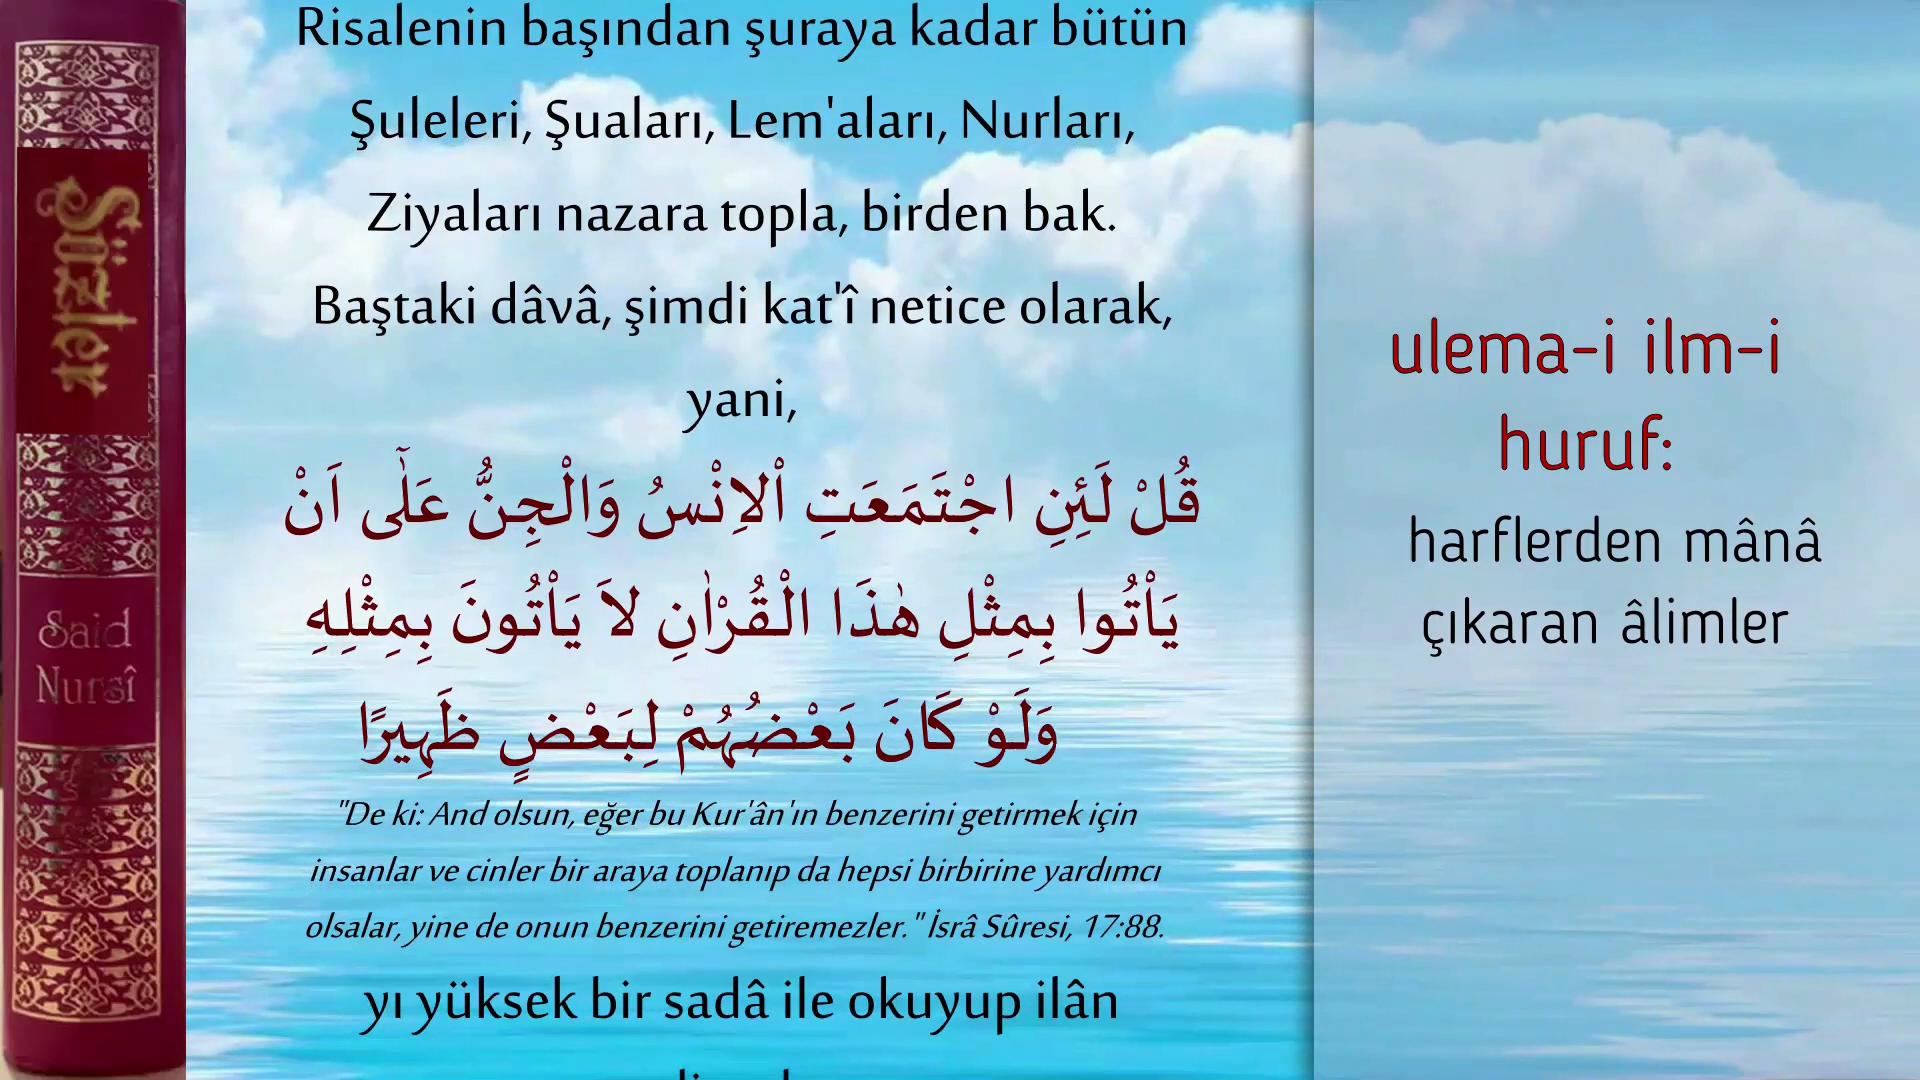 Sözler
Said
Nursî
Risalenin başından şuraya kadar bütün
Şuleleri, Şuaları, Lem'aları, Nurları,
Ziyaları nazara topla, birden bak.
Baştaki dâvâ, şimdi kat'î netice olarak,
yani,
قُلْ لَئِنِ اجْتَمَعَتِ اْلاِنْسُ وَالْجِنُّ عَلٰٓى اَنْ
يَاْتُوا بِمِثْلِ هٰذَا الْقُرْاٰنِ لاَ يَاْتُونَ بِمِثْلِهِ
وَلَوْ كَانَ بَعْضُهُمْ لِبَعْضٍ ظَهِيرًا
"De ki: And olsun, eğer bu Kur'ân'ın benzerini getirmek için
insanlar ve cinler bir araya toplanıp da hepsi birbirine yardımcı
olsalar, yine de onun benzerini getiremezler." İsrâ Sûresi, 17:88.
yı yüksek bir sadâ ile okuyup ilân
ulema-i ilm-i
huruf:
harflerden mânâ
çıkaran âlimler